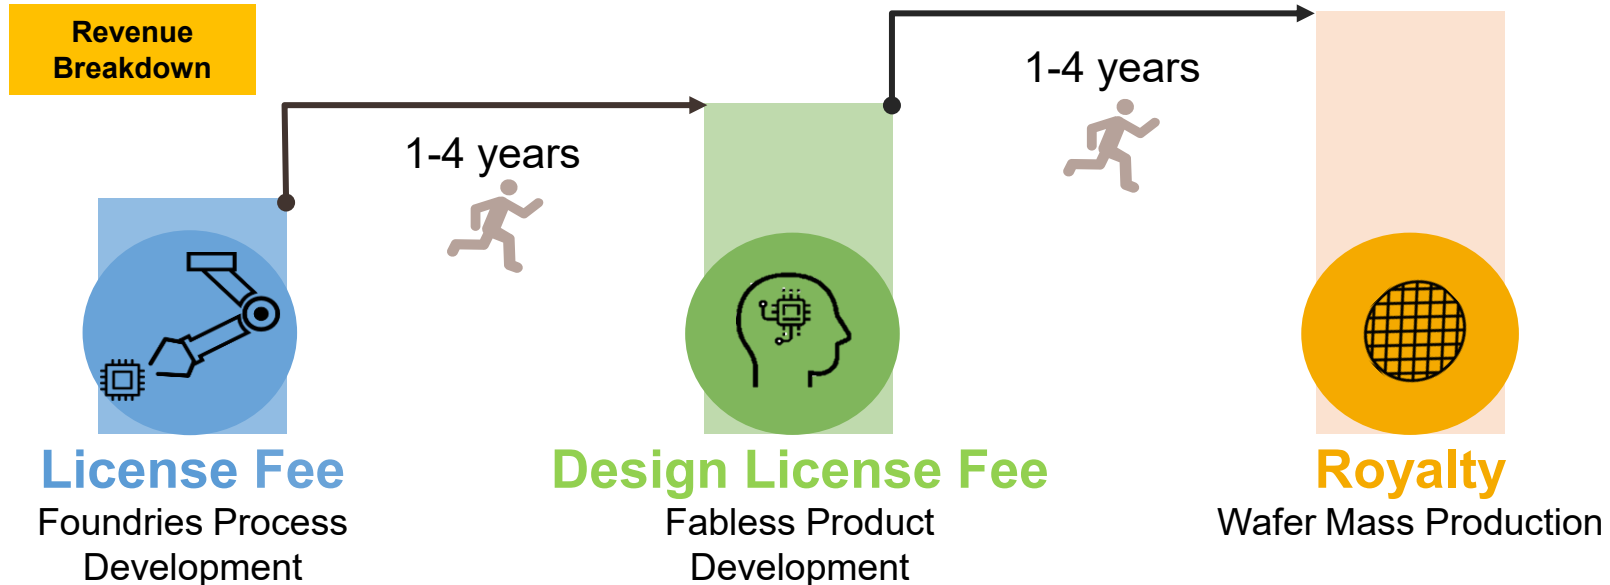 Revenue
Breakdown
1-4 years
1-4 years
License Fee
Foundries Process
Development
Design License Fee
Fabless Product
Development
Royalty
Wafer Mass Production